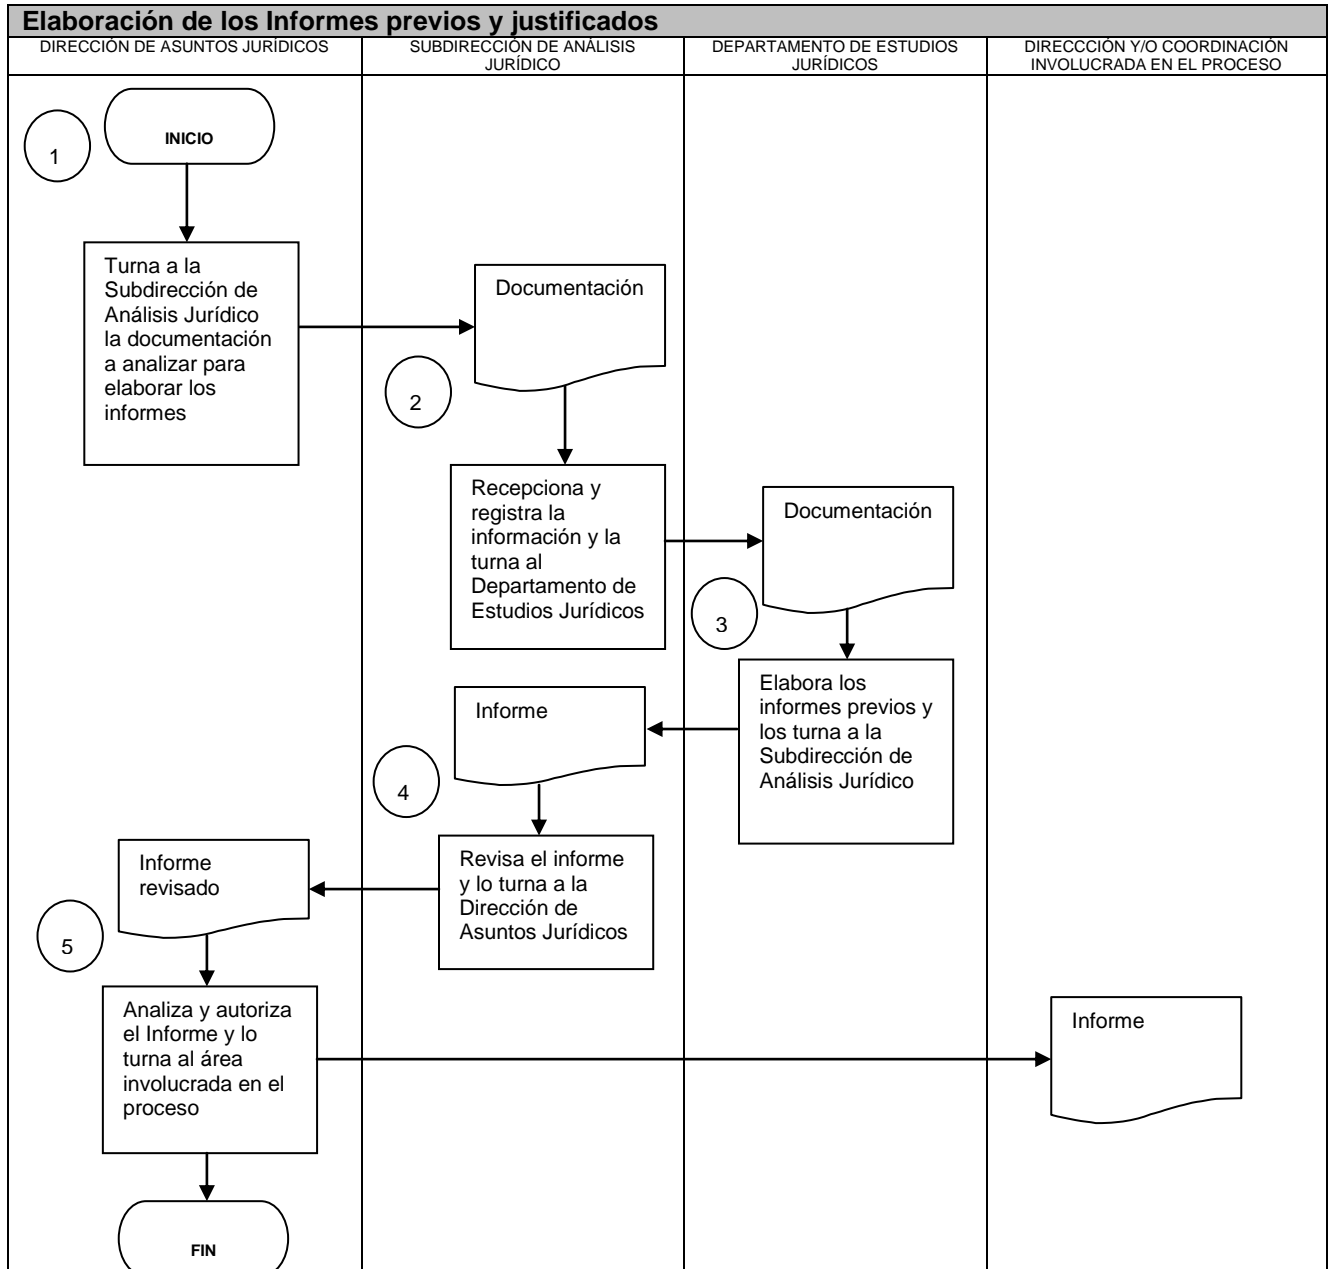 Elaboración de los Informes previos y justificados
DIRECCIÓN DE ASUNTOS JURÍDICOS
SUBDIRECCIÓN DE ANÁLISIS
JURÍDICO
DEPARTAMENTO DE ESTUDIOS
JURÍDICOS
DIRECCCIÓN Y/O COORDINACIÓN
INVOLUCRADA EN EL PROCESO
1
INICIO
Turna a la
Subdirección de
Análisis Jurídico
la documentación
a analizar para
elaborar los
informes
Documentación
2
Recepciona y
registra la
información y la
turna al
Departamento de
Estudios Jurídicos
Documentación
3
Elabora los
informes previos y
los turna a la
Subdirección de
Análisis Jurídico
Informe
4
Revisa el informe
y lo turna a la
Dirección de
Asuntos Jurídicos
Informe
revisado
5
Analiza y autoriza
el Informe y lo
turna al área
involucrada en el
proceso
Informe
FIN